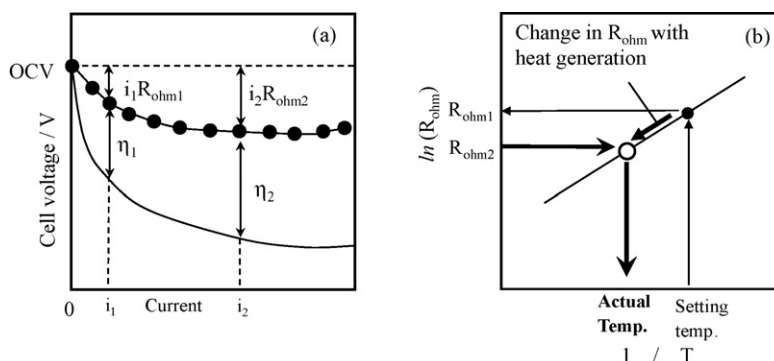 (a)
OCV
i1Rohm1
i2Rohm2
η1
η2
Cell voltage / V
0
i1
Current
i2
(b)
Change in Rohm with
heat generation
Rohm1
Rohm2
ln (Rohm)
Actual
Temp.
Setting
temp.
1 / T